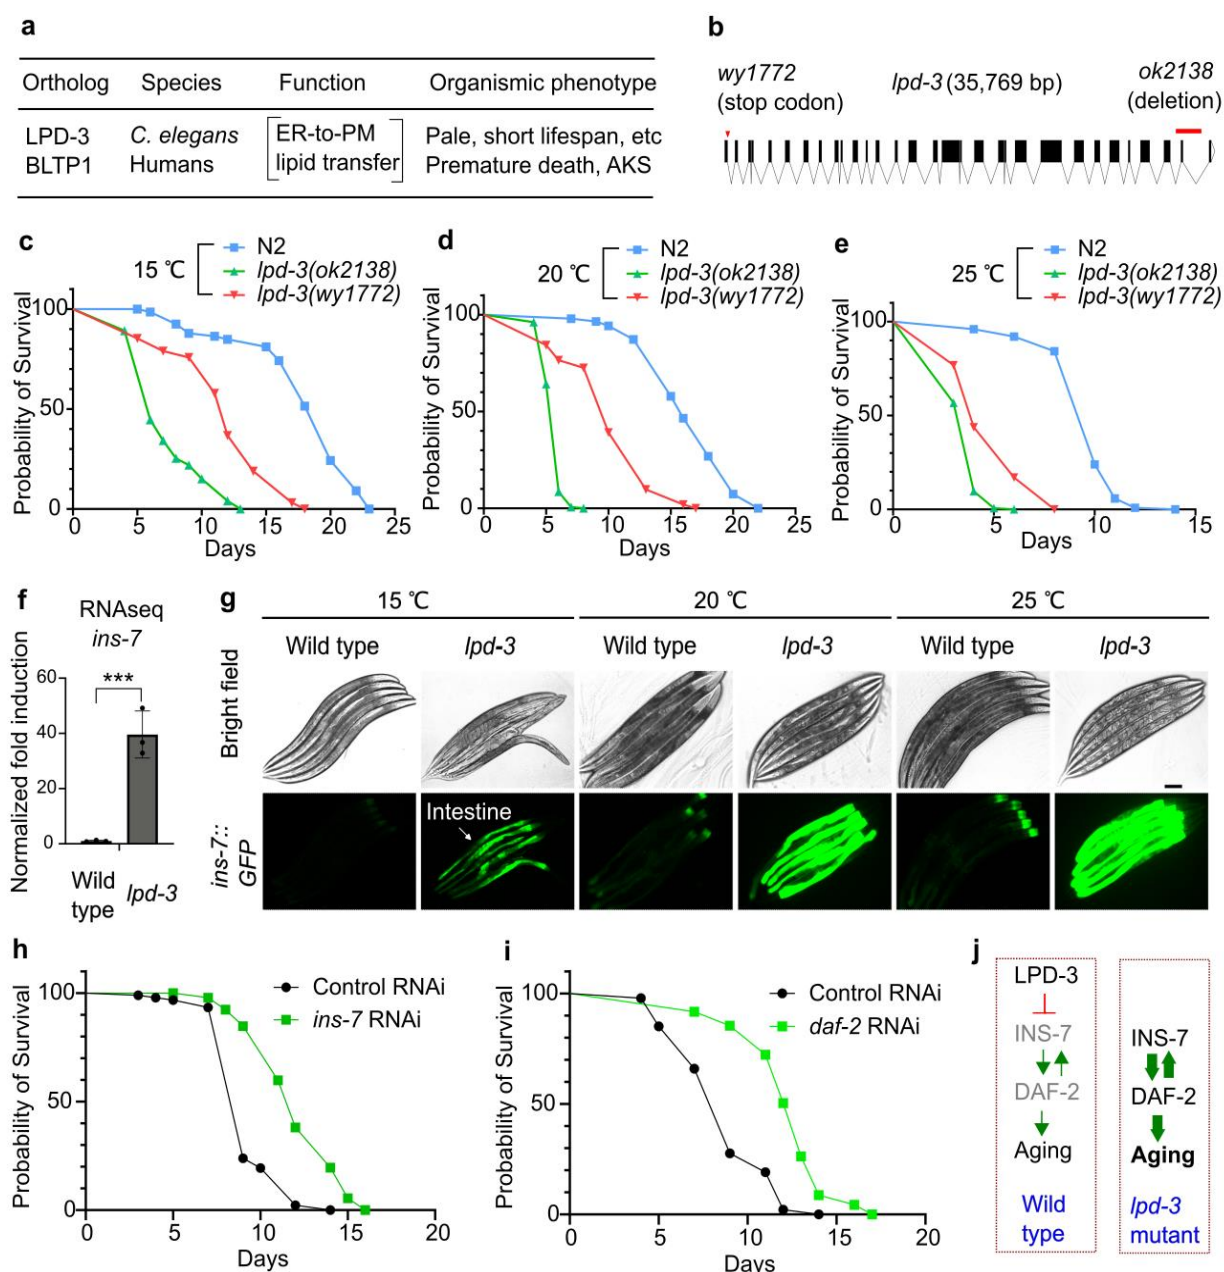 a
Ortholog Species Function Organismic phenotype
LPD-3 C. elegans ER-to-PM Pale, short lifespan, etc
BLTP1 Humans lipid transfer Premature death, AKS
b
wy1772 lpd-3 (35,769 bp) ok2138
(stop codon) (deletion)
c
15 ℃
N2
lpd-3(ok2138)
lpd-3(wy1772)
Probability of Survival
100
50
0
0 5 10 15 20 25
Days
d
20 ℃
N2
lpd-3(ok2138)
lpd-3(wy1772)
Probability of Survival
100
50
0
0 5 10 15 20 25
Days
e
25 ℃
N2
lpd-3(ok2138)
lpd-3(wy1772)
Probability of Survival
100
50
0
0 5 10 15
Days
f
RNAseq
ins-7
Normalized fold induction
60
40
20
0
***
Wild
type
lpd-3
g
15 ℃ 20 ℃ 25 ℃
Wild type lpd-3 Wild type lpd-3 Wild type lpd-3
Bright field
ins-7::
GFP
Intestine
h
Control RNAi
ins-7 RNAi
Probability of Survival
100
50
0
0 5 10 15 20
Days
i
Control RNAi
daf-2 RNAi
Probability of Survival
100
50
0
0 5 10 15 20
Days
j
LPD-3
INS-7
DAF-2
Aging
Wild
type
INS-7
DAF-2
Aging
lpd-3
mutant